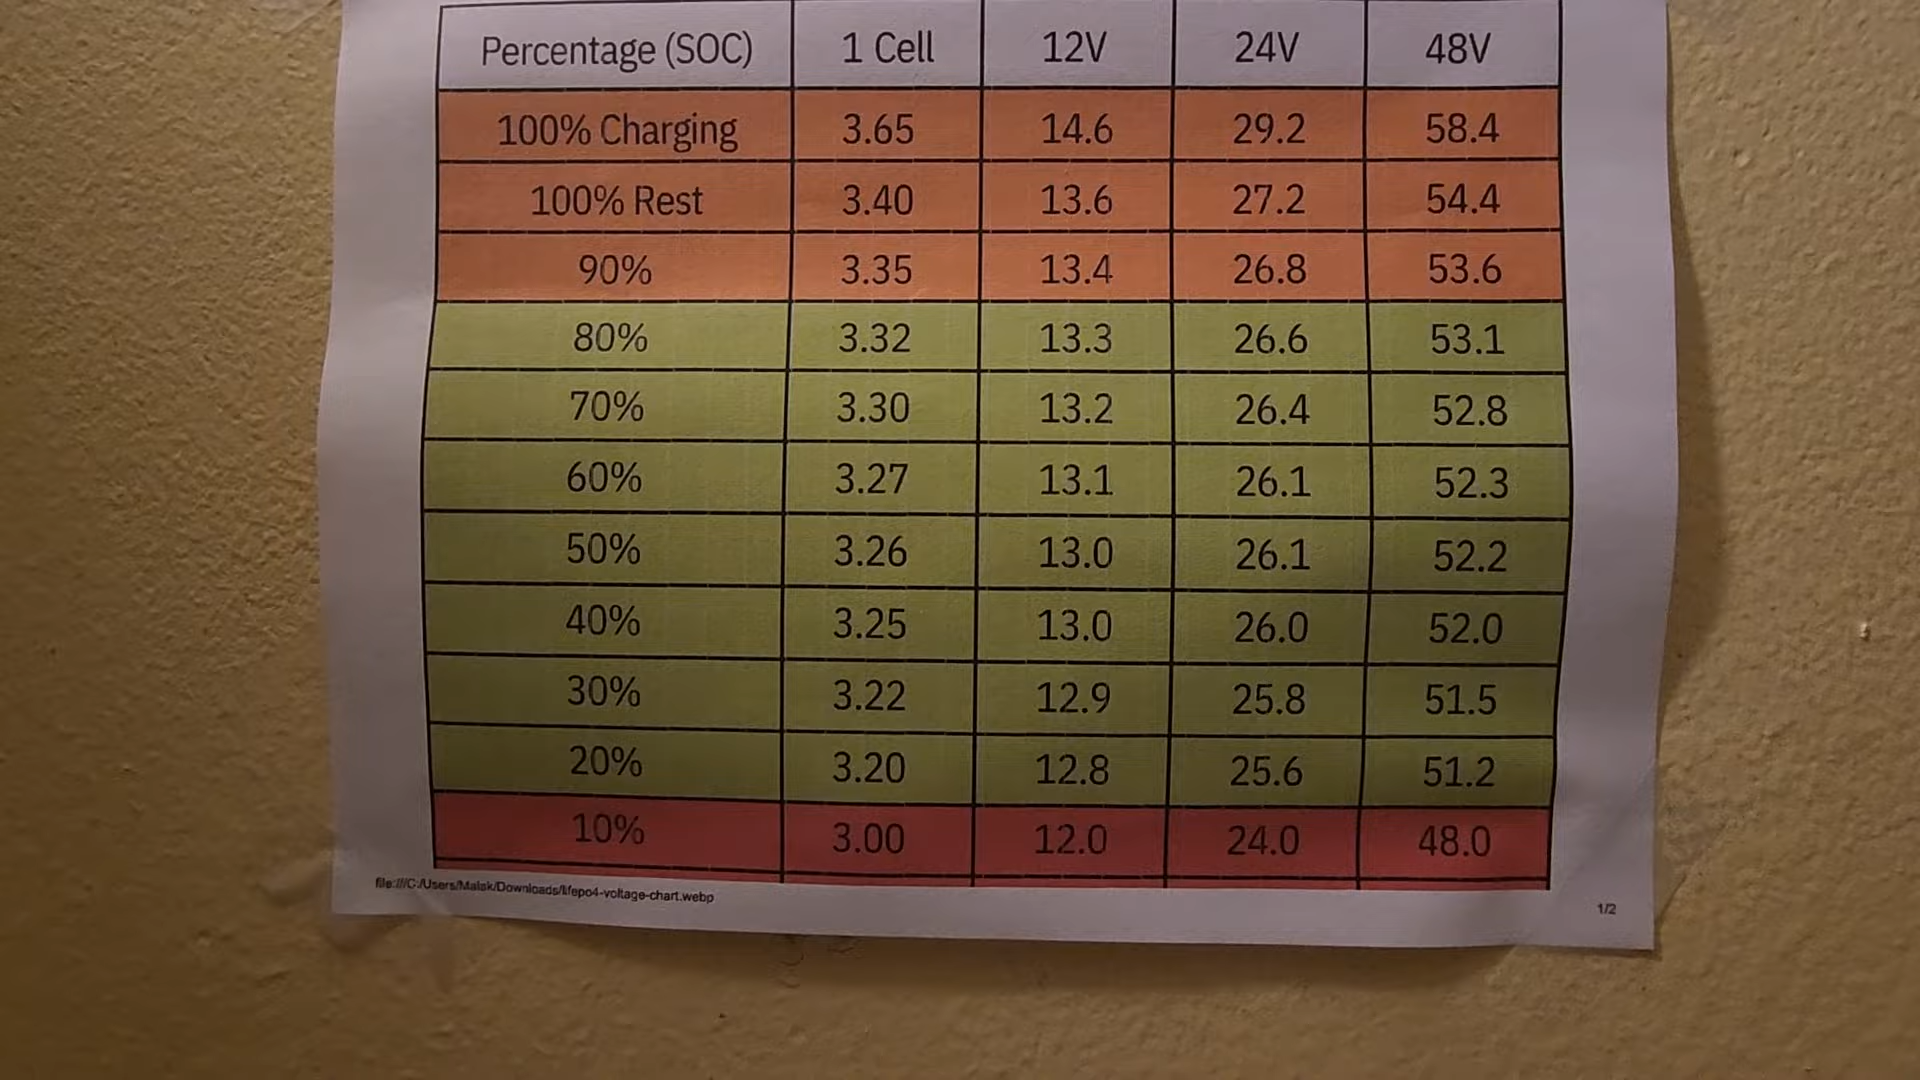 Percentage (SOC) 1 Cell 12V 24V 48V
100% Charging 3.65 14.6 29.2 58.4
100% Rest 3.40 13.6 27.2 54.4
90% 3.35 13.4 26.8 53.6
80% 3.32 13.3 26.6 53.1
70% 3.30 13.2 26.4 52.8
60% 3.27 13.1 26.1 52.3
50% 3.26 13.0 26.1 52.2
40% 3.25 13.0 26.0 52.0
30% 3.22 12.9 25.8 51.5
20% 3.20 12.8 25.6 51.2
10% 3.00 12.0 24.0 48.0
file:///C:/Users/Malak/Downloads/lifepo4-voltage-chart.webp
1/2